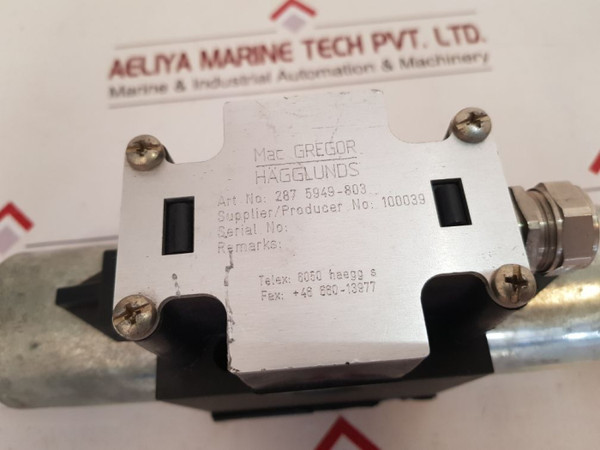 AELIYA MARINE TECH PVT. LTD.
Marine & Industrial Automation & Machinery
Mac GREGOR
HÄGGLUNDS
Art No: 287 5949-803
Supplier/Producer No: 100039
Serial No:
Remarks:
Telex: 6050 haegg s
Fax: +46 660-13977